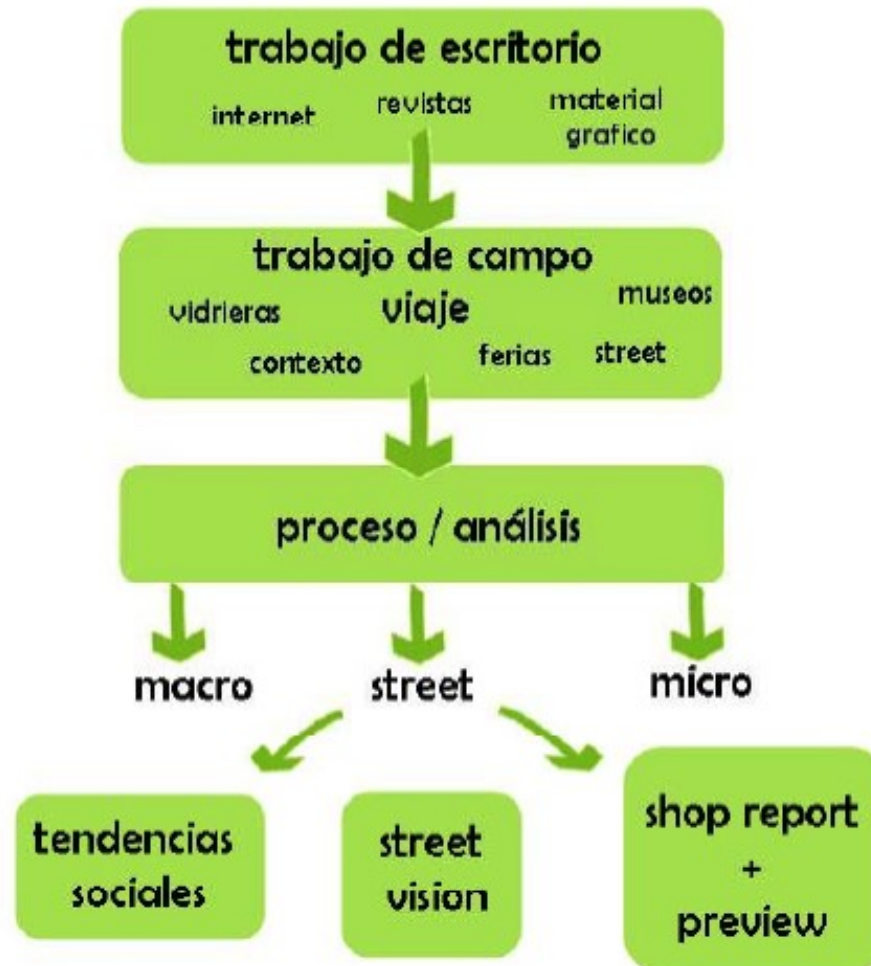 trabajo de escritorio
internet revistas material
grafico
trabajo de campo
vidrieras viaje museos
contexto ferias street
proceso / análisis
macro street micro
tendencias
sociales
street
vision
shop report
+
preview